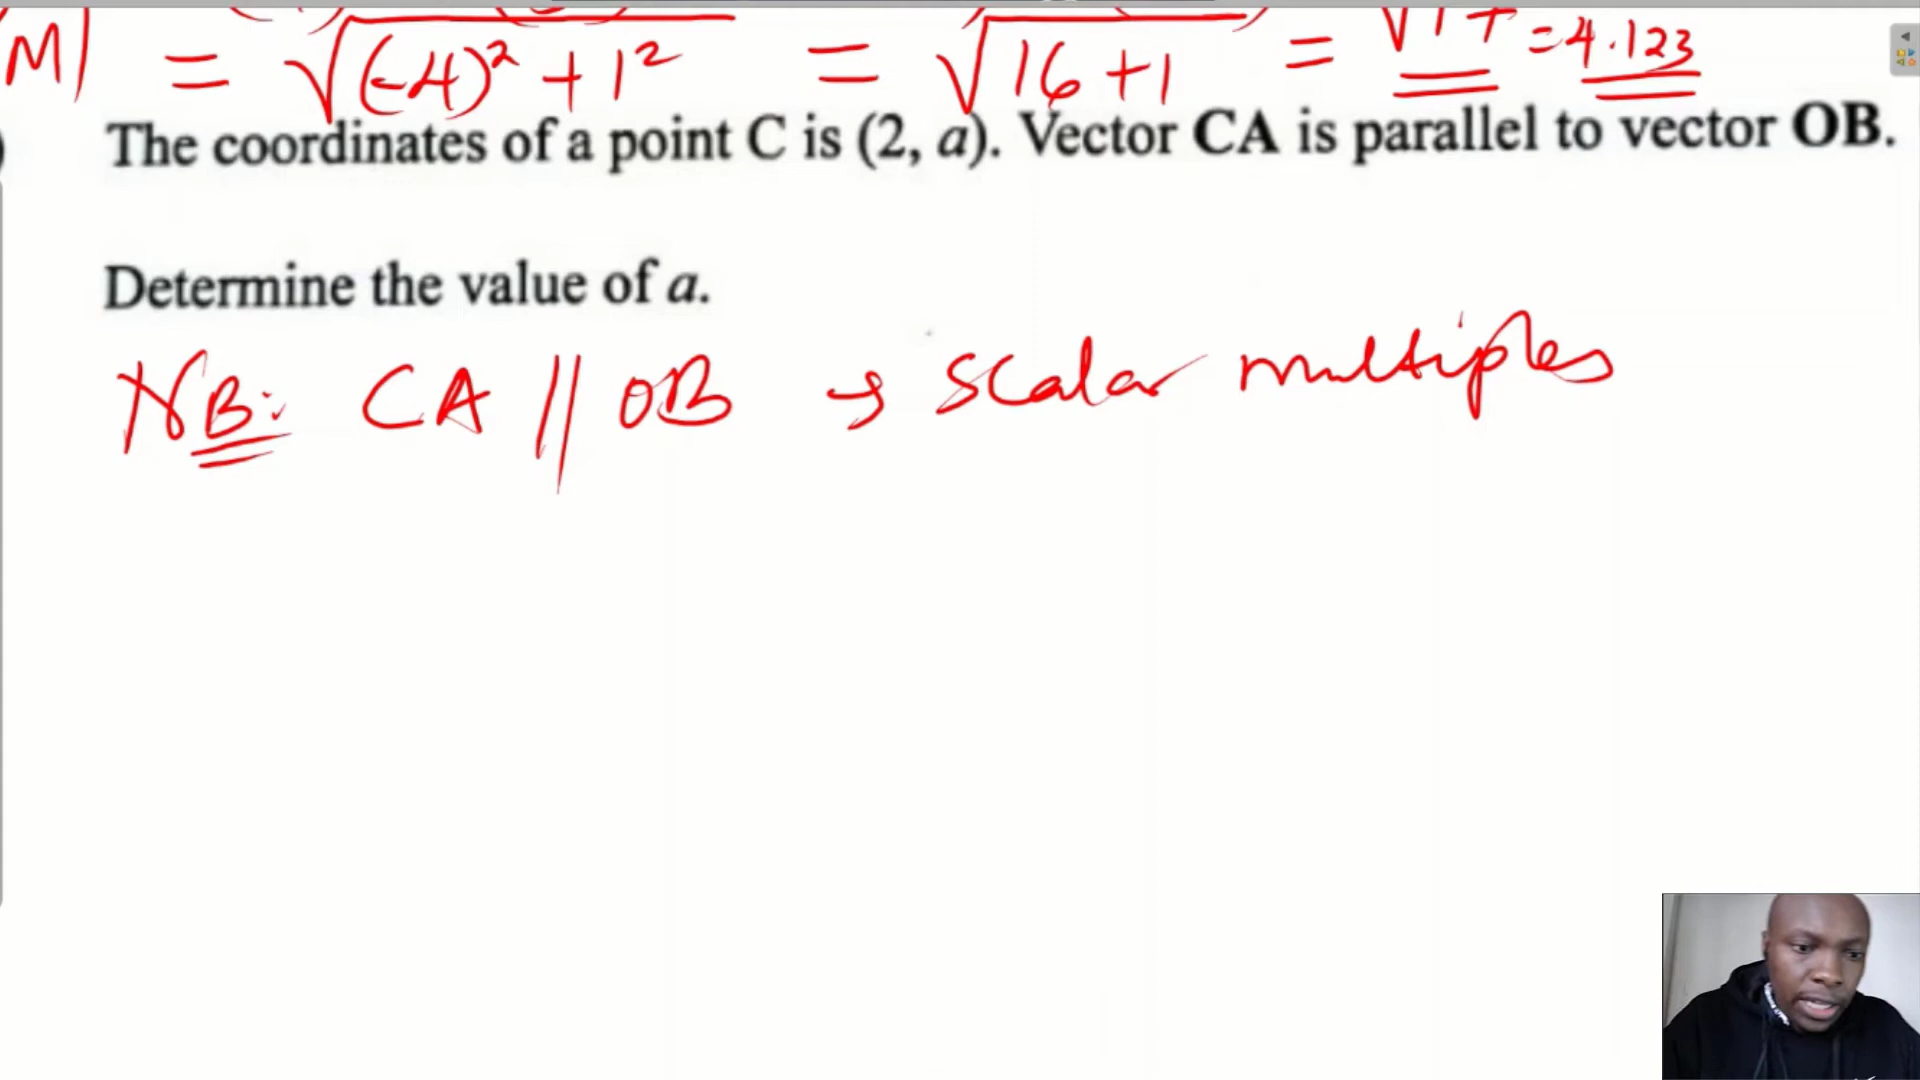 M| = √(-4)² + 1² = √16 + 1 = √17 = 4.123
The coordinates of a point C is (2, a). Vector CA is parallel to vector OB.
Determine the value of a.
NB: CA // OB → scalar multiples